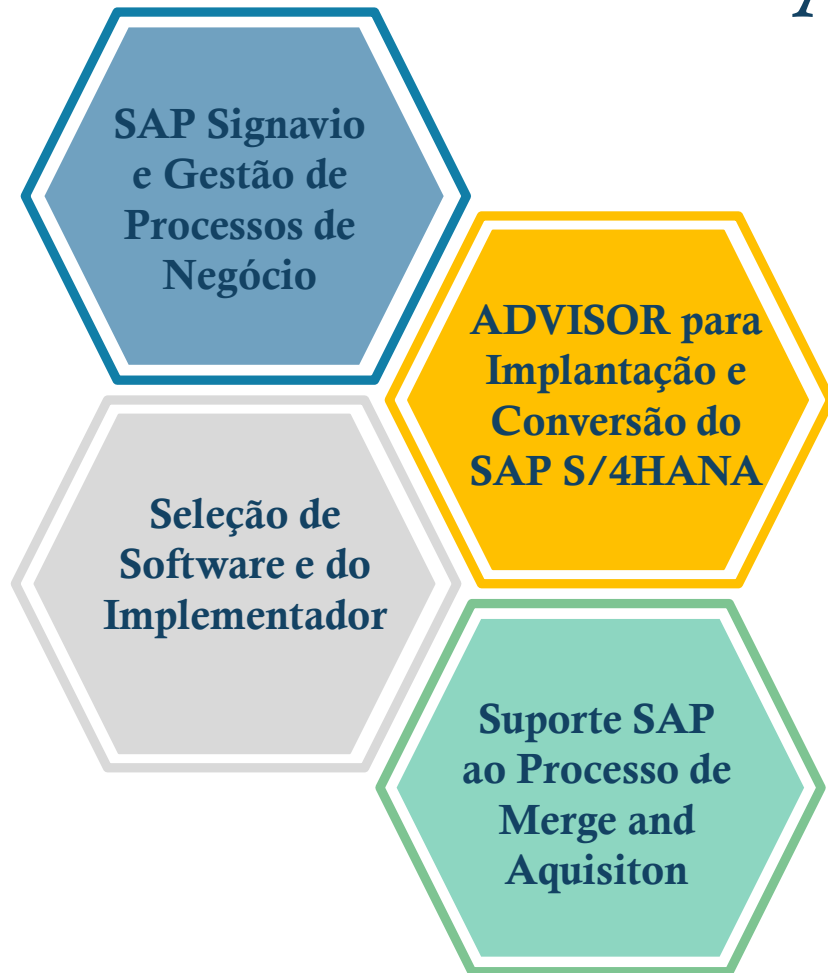 SAP Signavio
e Gestão de
Processos de
Negócio
ADVISOR para
Implantação e
Conversão do
SAP S/4HANA
Seleção de
Software e do
Implementador
Suporte SAP
ao Processo de
Merge and
Aquisiton